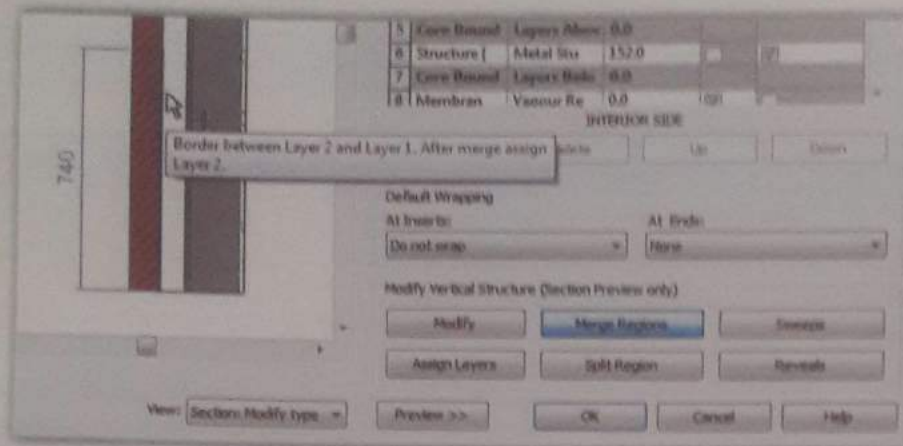 5 Core Bound Layers Above 0.0
6 Structure [ Metal Stu 152.0
7 Core Bound Layers Belo 0.0
8 Membran Vapour Re 0.0
INTERIOR SIDE
Border between Layer 2 and Layer 1. After merge assign
Layer 2.
Up Down
740
Default Wrapping
At Inserts: At Ends:
Do not wrap None
Modify Vertical Structure (Section Preview only)
Modify Merge Regions Sweeps
Assign Layers Split Region Reveals
View: Section: Modify type Preview >> OK Cancel Help